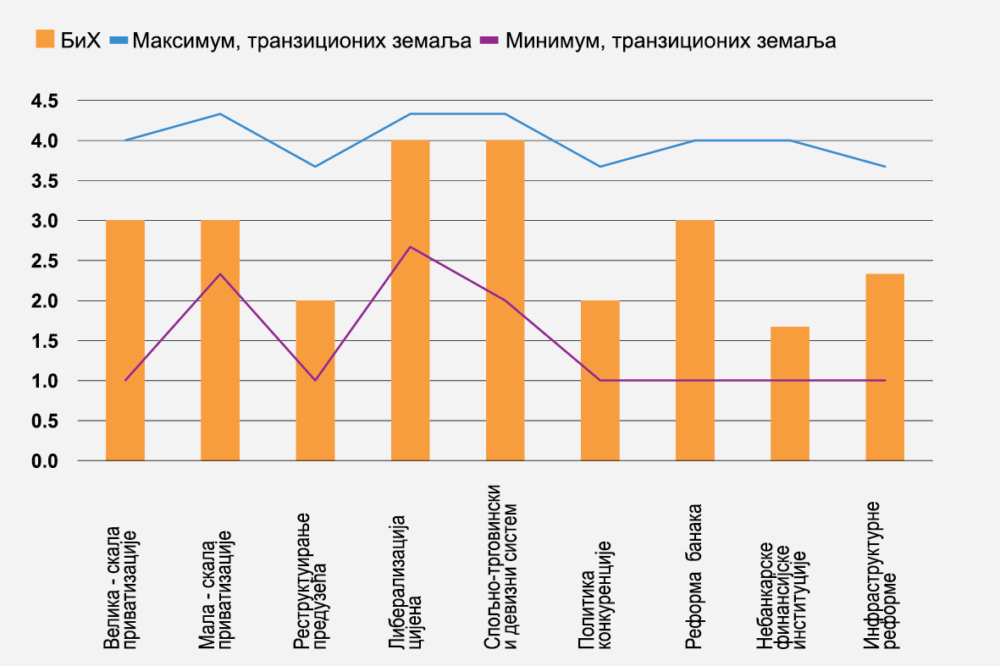 БиХ Максимум, транзиционих земаља Минимум, транзиционих земаља
4.5
4.0
3.5
3.0
2.5
2.0
1.5
1.0
0.5
0.0
Велика - скала
приватизације
Мала - скала
приватизације
Реструктуирање
предузећа
Либерализација
цијена
Спољно-трговински
и девизни систем
Политика
конкуренције
Реформа банака
Небанкарске
финансијске
институције
Инфраструктурне
реформе